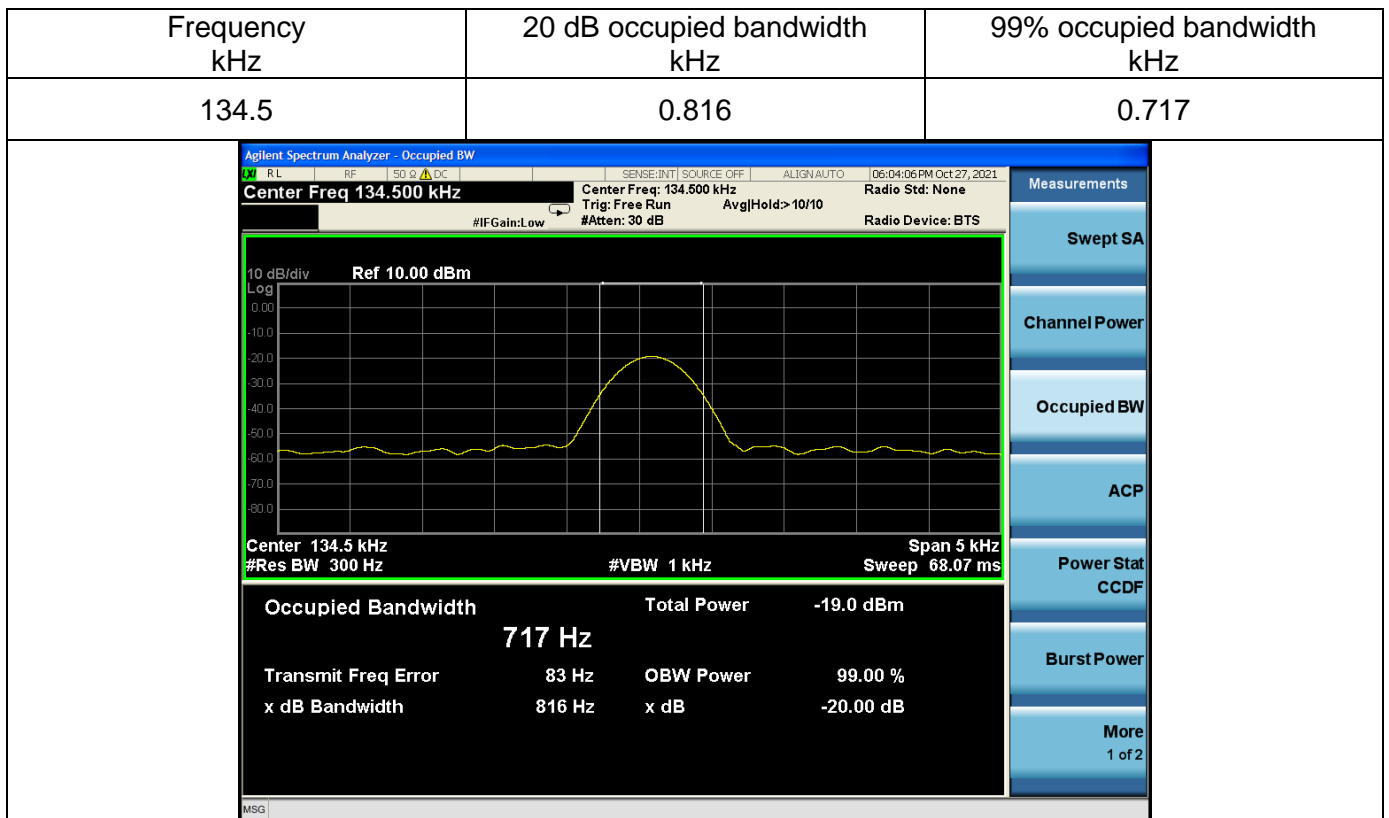 Frequency kHz 20 dB occupied bandwidth kHz 99% occupied bandwidth kHz
134.5 0.816 0.717
Agilent Spectrum Analyzer - Occupied BW
LXI RL RF 50 Ω DC SENSE:INT SOURCE OFF ALIGN AUTO 06:04:06 PM Oct 27, 2021
Center Freq 134.500 kHz
Center Freq: 134.500 kHz Radio Std: None
Trig: Free Run Avg|Hold:>10/10
#IFGain:Low #Atten: 30 dB Radio Device: BTS
10 dB/div Ref 10.00 dBm
Log
0.00
-10.0
-20.0
-30.0
-40.0
-50.0
-60.0
-70.0
-80.0
Center 134.5 kHz Span 5 kHz
#Res BW 300 Hz #VBW 1 kHz Sweep 68.07 ms
Occupied Bandwidth Total Power -19.0 dBm
717 Hz
Transmit Freq Error 83 Hz OBW Power 99.00 %
x dB Bandwidth 816 Hz x dB -20.00 dB
MSG
Measurements
Swept SA
Channel Power
Occupied BW
ACP
Power Stat
CCDF
Burst Power
More
1 of 2